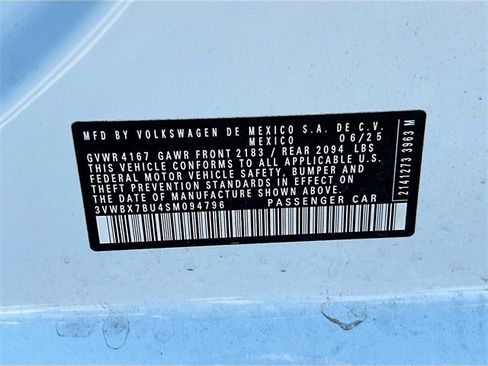 MFD BY VOLKSWAGEN DE MEXICO S.A. DE C.V.
MEXICO 06/25
GVWR4167 GAWR FRONT 2183 / REAR 2094 LBS
THIS VEHICLE CONFORMS TO ALL APPLICABLE U.S.
FEDERAL MOTOR VEHICLE SAFETY, BUMPER AND
THEFT PREVENTION STANDARDS IN EFFECT ON
THE DATE OF MANUFACTURE SHOWN ABOVE.
3VWBX7BU4SM094796 PASSENGER CAR
2141273 3963 M